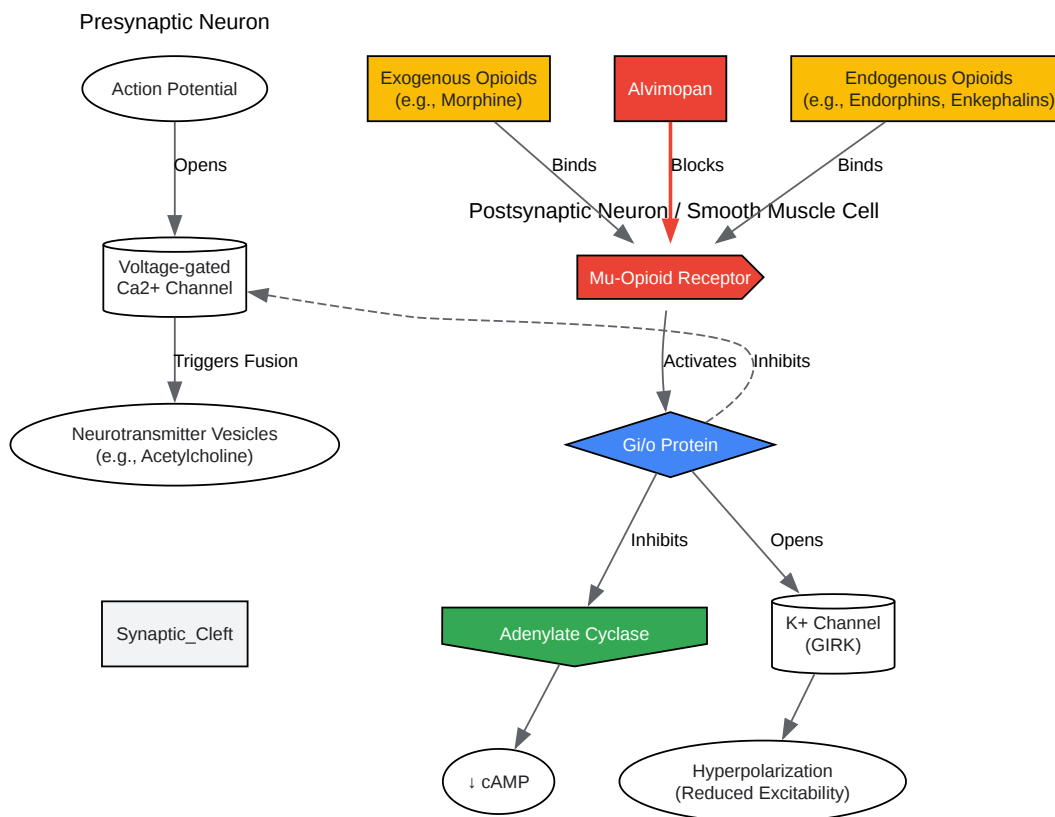 Presynaptic Neuron
Action Potential
Exogenous Opioids
(e.g., Morphine)
Alvimopan
Endogenous Opioids
(e.g., Endorphins, Enkephalins)
Opens
Binds
Blocks
Binds
Postsynaptic Neuron / Smooth Muscle Cell
Voltage-gated
Ca2+ Channel
Mu-Opioid Receptor
Triggers Fusion
Activates
Inhibits
Neurotransmitter Vesicles
(e.g., Acetylcholine)
Gi/o Protein
Inhibits
Opens
Synaptic_Cleft
Adenylate Cyclase
K+ Channel
(GIRK)
↓ cAMP
Hyperpolarization
(Reduced Excitability)